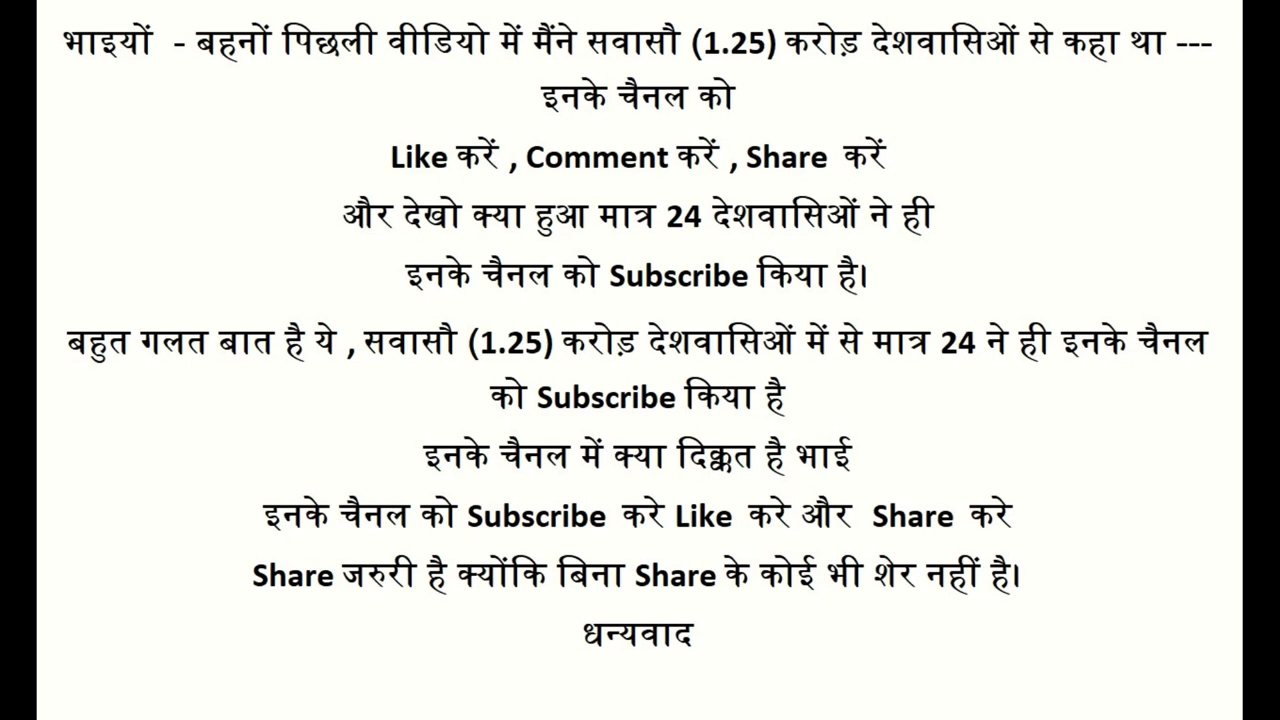 भाइयों - बहनों पिछली वीडियो में मैंने सवासौ (1.25) करोड़ देशवासिओं से कहा था ---
इनके चैनल को
Like करें , Comment करें , Share करें
और देखो क्या हुआ मात्र 24 देशवासिओं ने ही
इनके चैनल को Subscribe किया है।
बहुत गलत बात है ये , सवासौ (1.25) करोड़ देशवासिओं में से मात्र 24 ने ही इनके चैनल
को Subscribe किया है
इनके चैनल में क्या दिक्कत है भाई
इनके चैनल को Subscribe करे Like करे और Share करे
Share जरुरी है क्योंकि बिना Share के कोई भी शेर नहीं है।
धन्यवाद